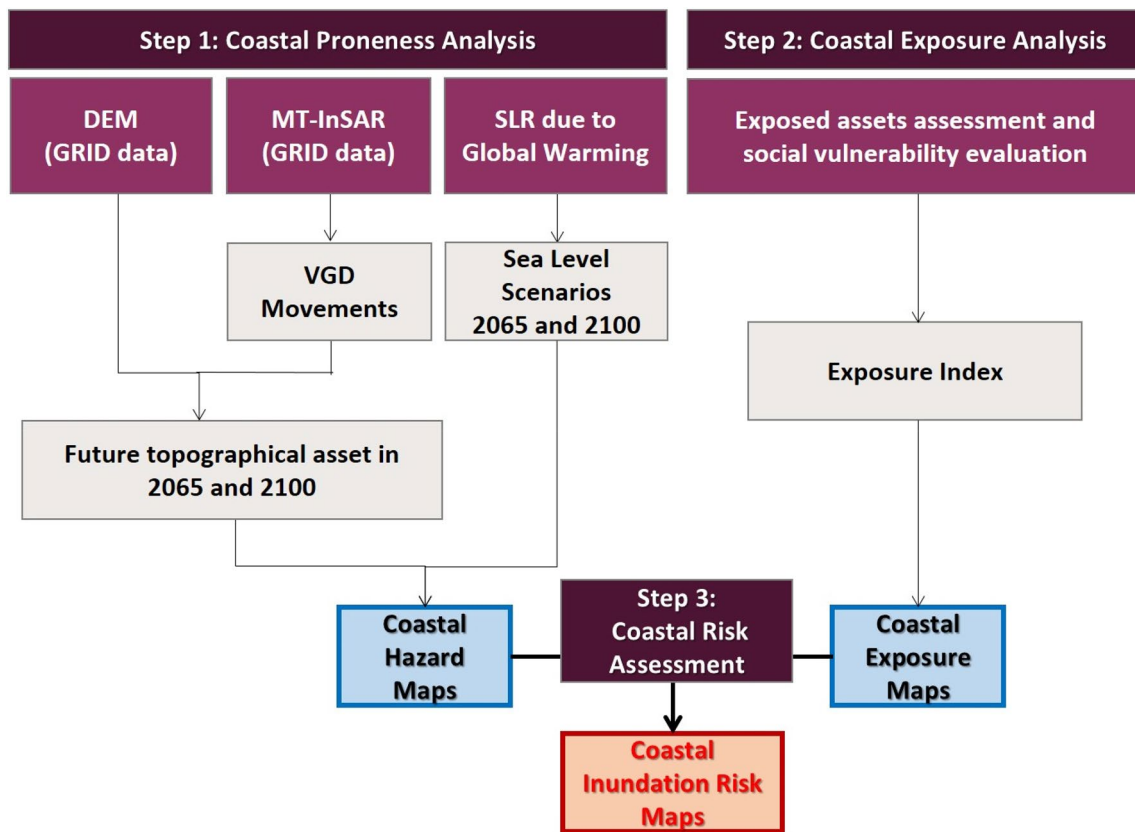 Step 1: Coastal Proneness Analysis
Step 2: Coastal Exposure Analysis
DEM
(GRID data)
MT-InSAR
(GRID data)
SLR due to
Global Warming
Exposed assets assessment and
social vulnerability evaluation
VGD
Movements
Sea Level
Scenarios
2065 and 2100
Exposure Index
Future topographical asset in
2065 and 2100
Coastal
Hazard
Maps
Step 3:
Coastal Risk
Assessment
Coastal
Exposure
Maps
Coastal
Inundation Risk
Maps